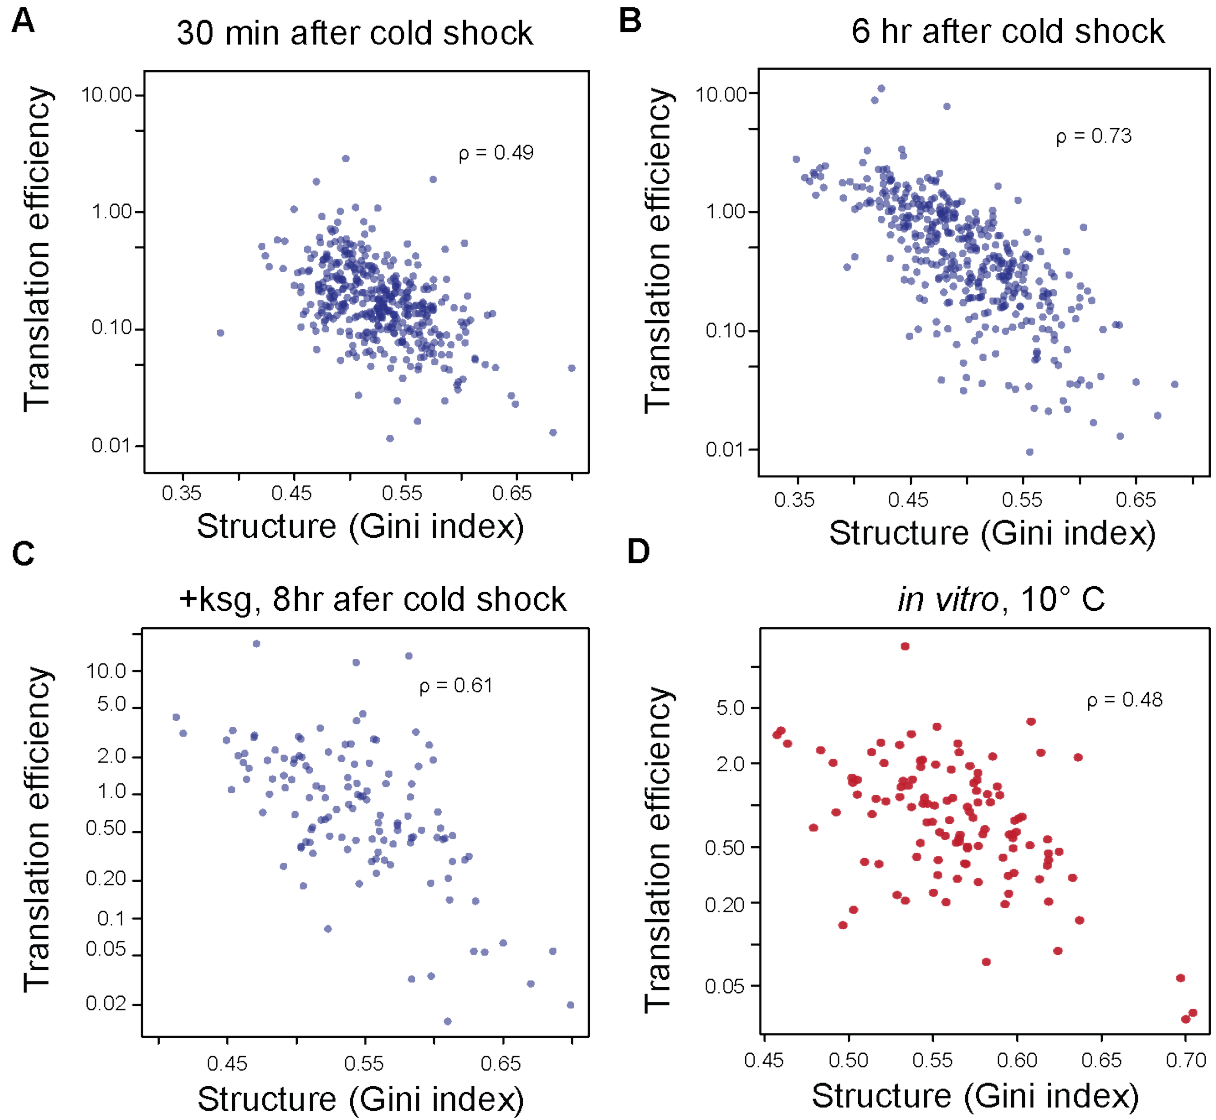 A
30 min after cold shock
Translation efficiency
10.00
1.00
0.10
0.01
ρ = 0.49
0.35
0.45
0.55
0.65
Structure (Gini index)
B
6 hr after cold shock
Translation efficiency
10.00
1.00
0.10
0.01
ρ = 0.73
0.35
0.45
0.55
0.65
Structure (Gini index)
C
+ksg, 8hr afer cold shock
Translation efficiency
10.0
5.0
2.0
1.0
0.50
0.20
0.1
0.05
0.02
ρ = 0.61
0.45
0.55
0.65
Structure (Gini index)
D
in vitro, 10° C
Translation efficiency
5.0
2.0
0.50
0.20
0.05
ρ = 0.48
0.45
0.50
0.55
0.60
0.65
0.70
Structure (Gini index)